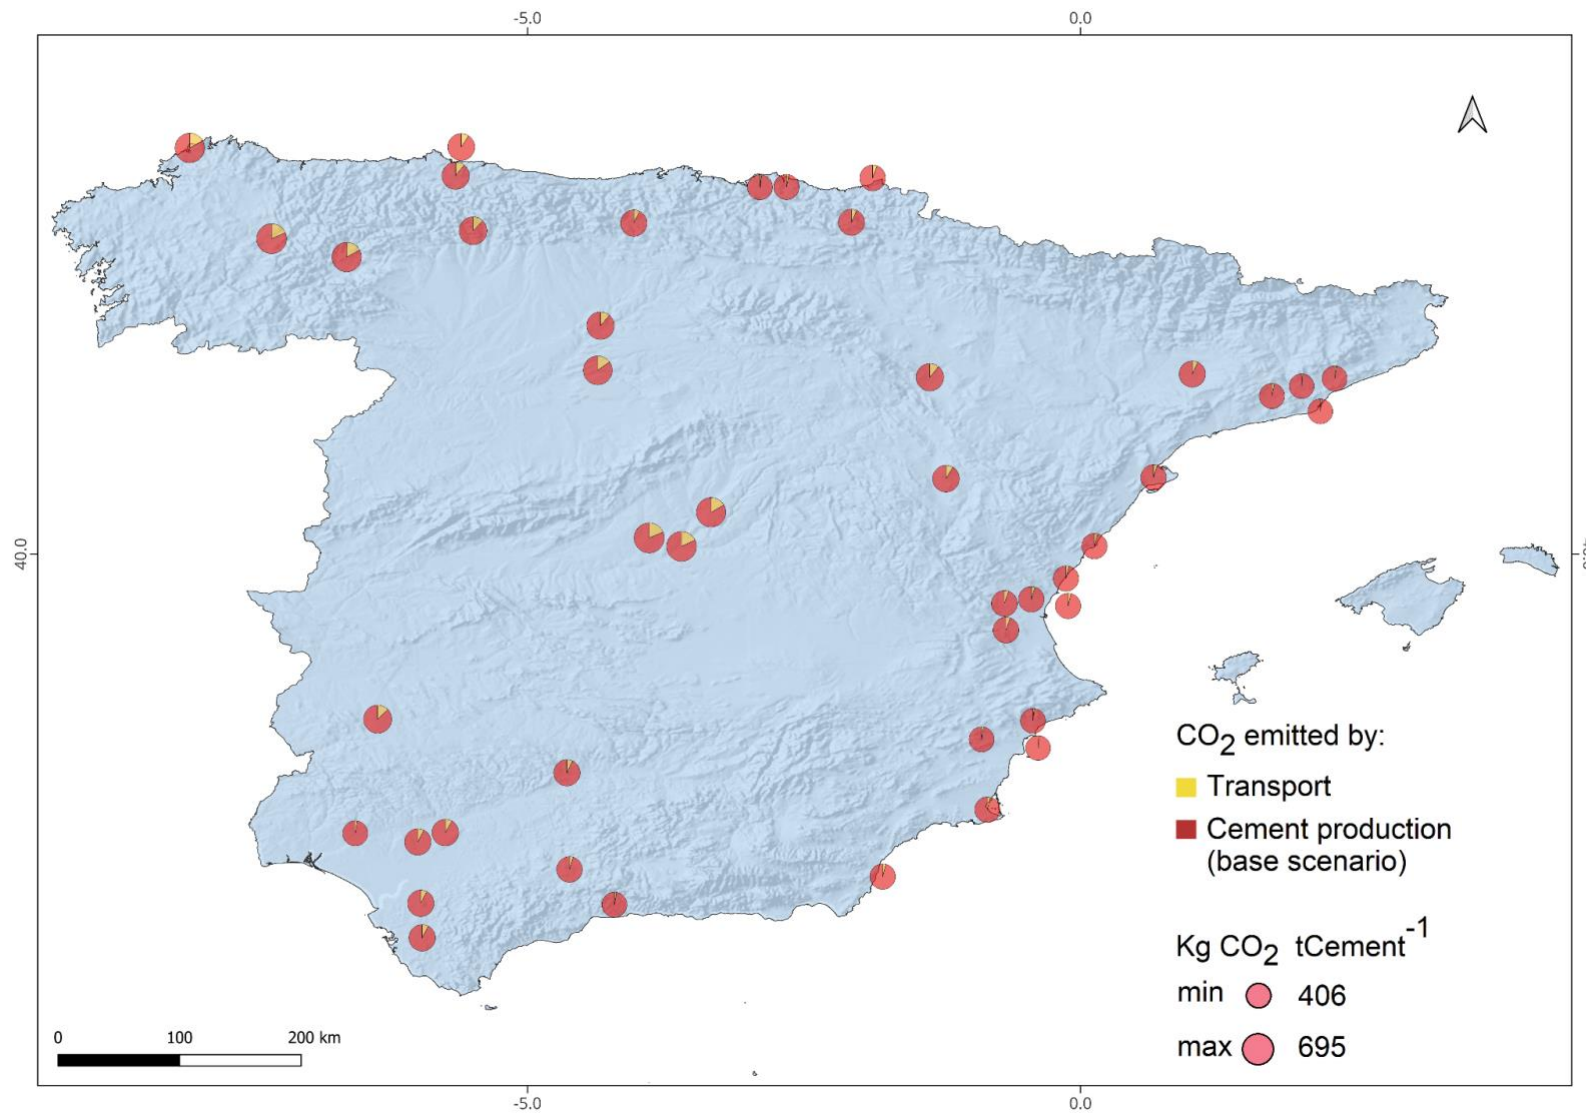 -5.0 0.0
40.0
CO2 emitted by:
Transport
Cement production
(base scenario)
Kg CO2 tCement-1
min 406
max 695
0 100 200 km
-5.0 0.0